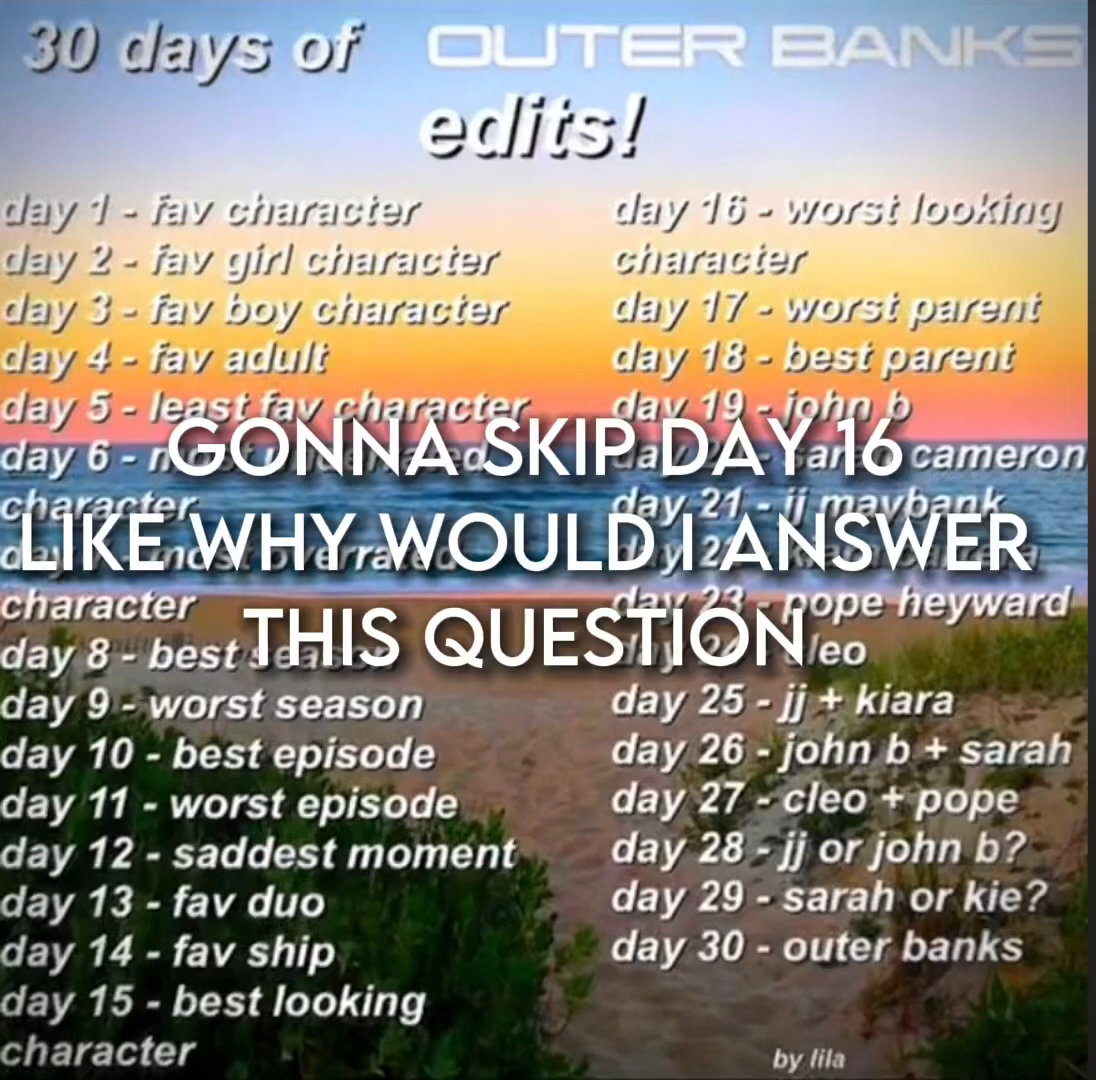 30 days of OUTER BANKS
edits!
day 1 - fav character
day 2 - fav girl character
day 3 - fav boy character
day 4 - fav adult
day 5 - least fav character
day 6 -
character
character
day 8 - best season
day 9 - worst season
day 10 - best episode
day 11 - worst episode
day 12 - saddest moment
day 13 - fav duo
day 14 - fav ship
day 15 - best looking
character
day 16 - worst looking
character
day 17 - worst parent
day 18 - best parent
day 19 - john b
sarah cameron
day 21 - jj maybank
day 23 - pope heyward
cleo
day 25 - jj + kiara
day 26 - john b + sarah
day 27 - cleo + pope
day 28 - jj or john b?
day 29 - sarah or kie?
day 30 - outer banks
by lila
GONNA SKIP DAY 16
LIKE WHY WOULD I ANSWER
THIS QUESTION